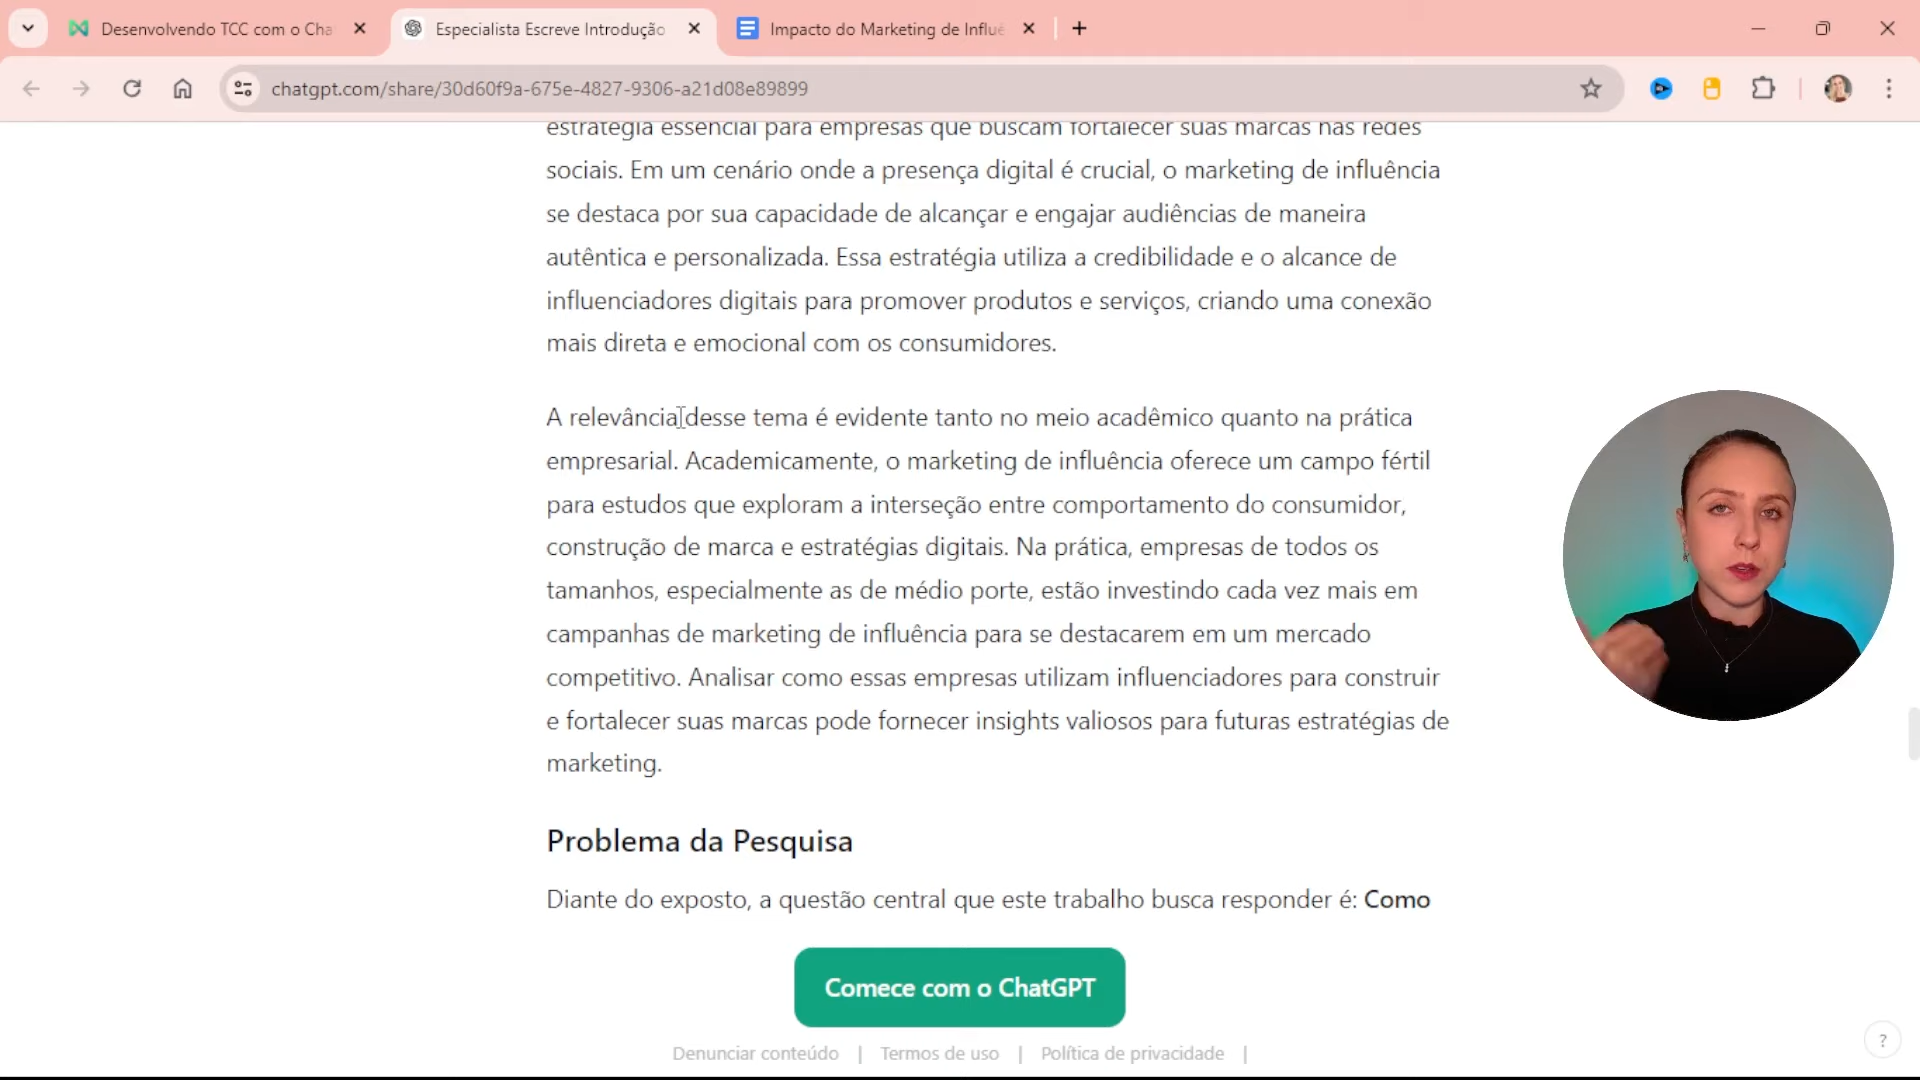 Desenvolvendo TCC com o Cha
Especialista Escreve Introdução
Impacto do Marketing de Influê
chatgpt.com/share/30d60f9a-675e-4827-9306-a21d08e89899
estratégia essencial para empresas que buscam fortalecer suas marcas nas redes
sociais. Em um cenário onde a presença digital é crucial, o marketing de influência
se destaca por sua capacidade de alcançar e engajar audiências de maneira
autêntica e personalizada. Essa estratégia utiliza a credibilidade e o alcance de
influenciadores digitais para promover produtos e serviços, criando uma conexão
mais direta e emocional com os consumidores.
A relevância desse tema é evidente tanto no meio acadêmico quanto na prática
empresarial. Academicamente, o marketing de influência oferece um campo fértil
para estudos que exploram a interseção entre comportamento do consumidor,
construção de marca e estratégias digitais. Na prática, empresas de todos os
tamanhos, especialmente as de médio porte, estão investindo cada vez mais em
campanhas de marketing de influência para se destacarem em um mercado
competitivo. Analisar como essas empresas utilizam influenciadores para construir
e fortalecer suas marcas pode fornecer insights valiosos para futuras estratégias de
marketing.
Problema da Pesquisa
Diante do exposto, a questão central que este trabalho busca responder é: Como
Comece com o ChatGPT
Denunciar conteúdo | Termos de uso | Política de privacidade |
?